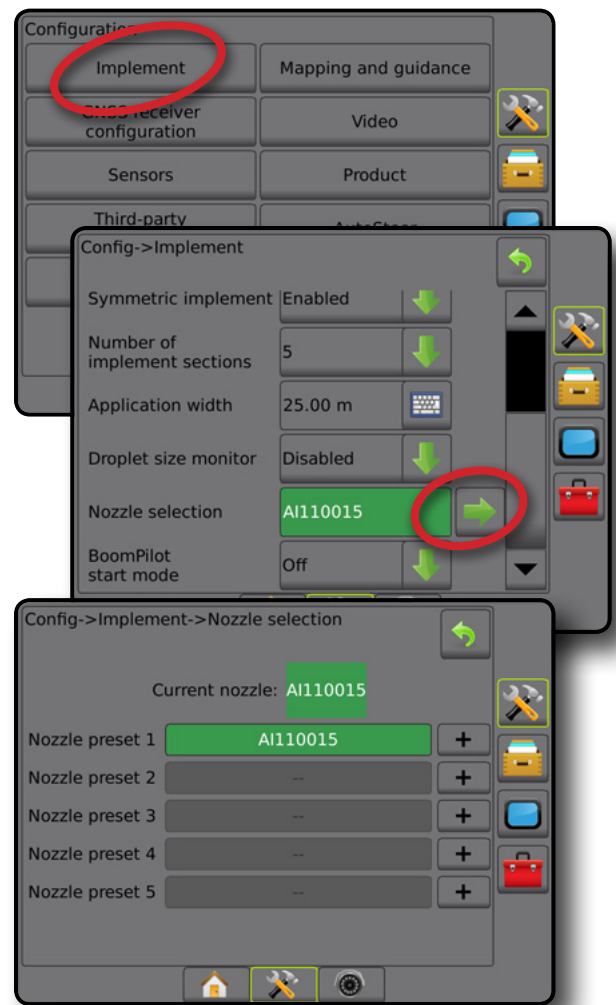 Configuration
Implement
Mapping and guidance
GNSS receiver
configuration
Video
Sensors
Product
Third-party
AutoSteer
Config->Implement
Symmetric implement
Enabled
Number of
implement sections
5
Application width
25.00 m
Droplet size monitor
Disabled
Nozzle selection
AI110015
BoomPilot
start mode
Off
Config->Implement->Nozzle selection
Current nozzle: AI110015
Nozzle preset 1 AI110015 +
Nozzle preset 2 -- +
Nozzle preset 3 -- +
Nozzle preset 4 -- +
Nozzle preset 5 -- +